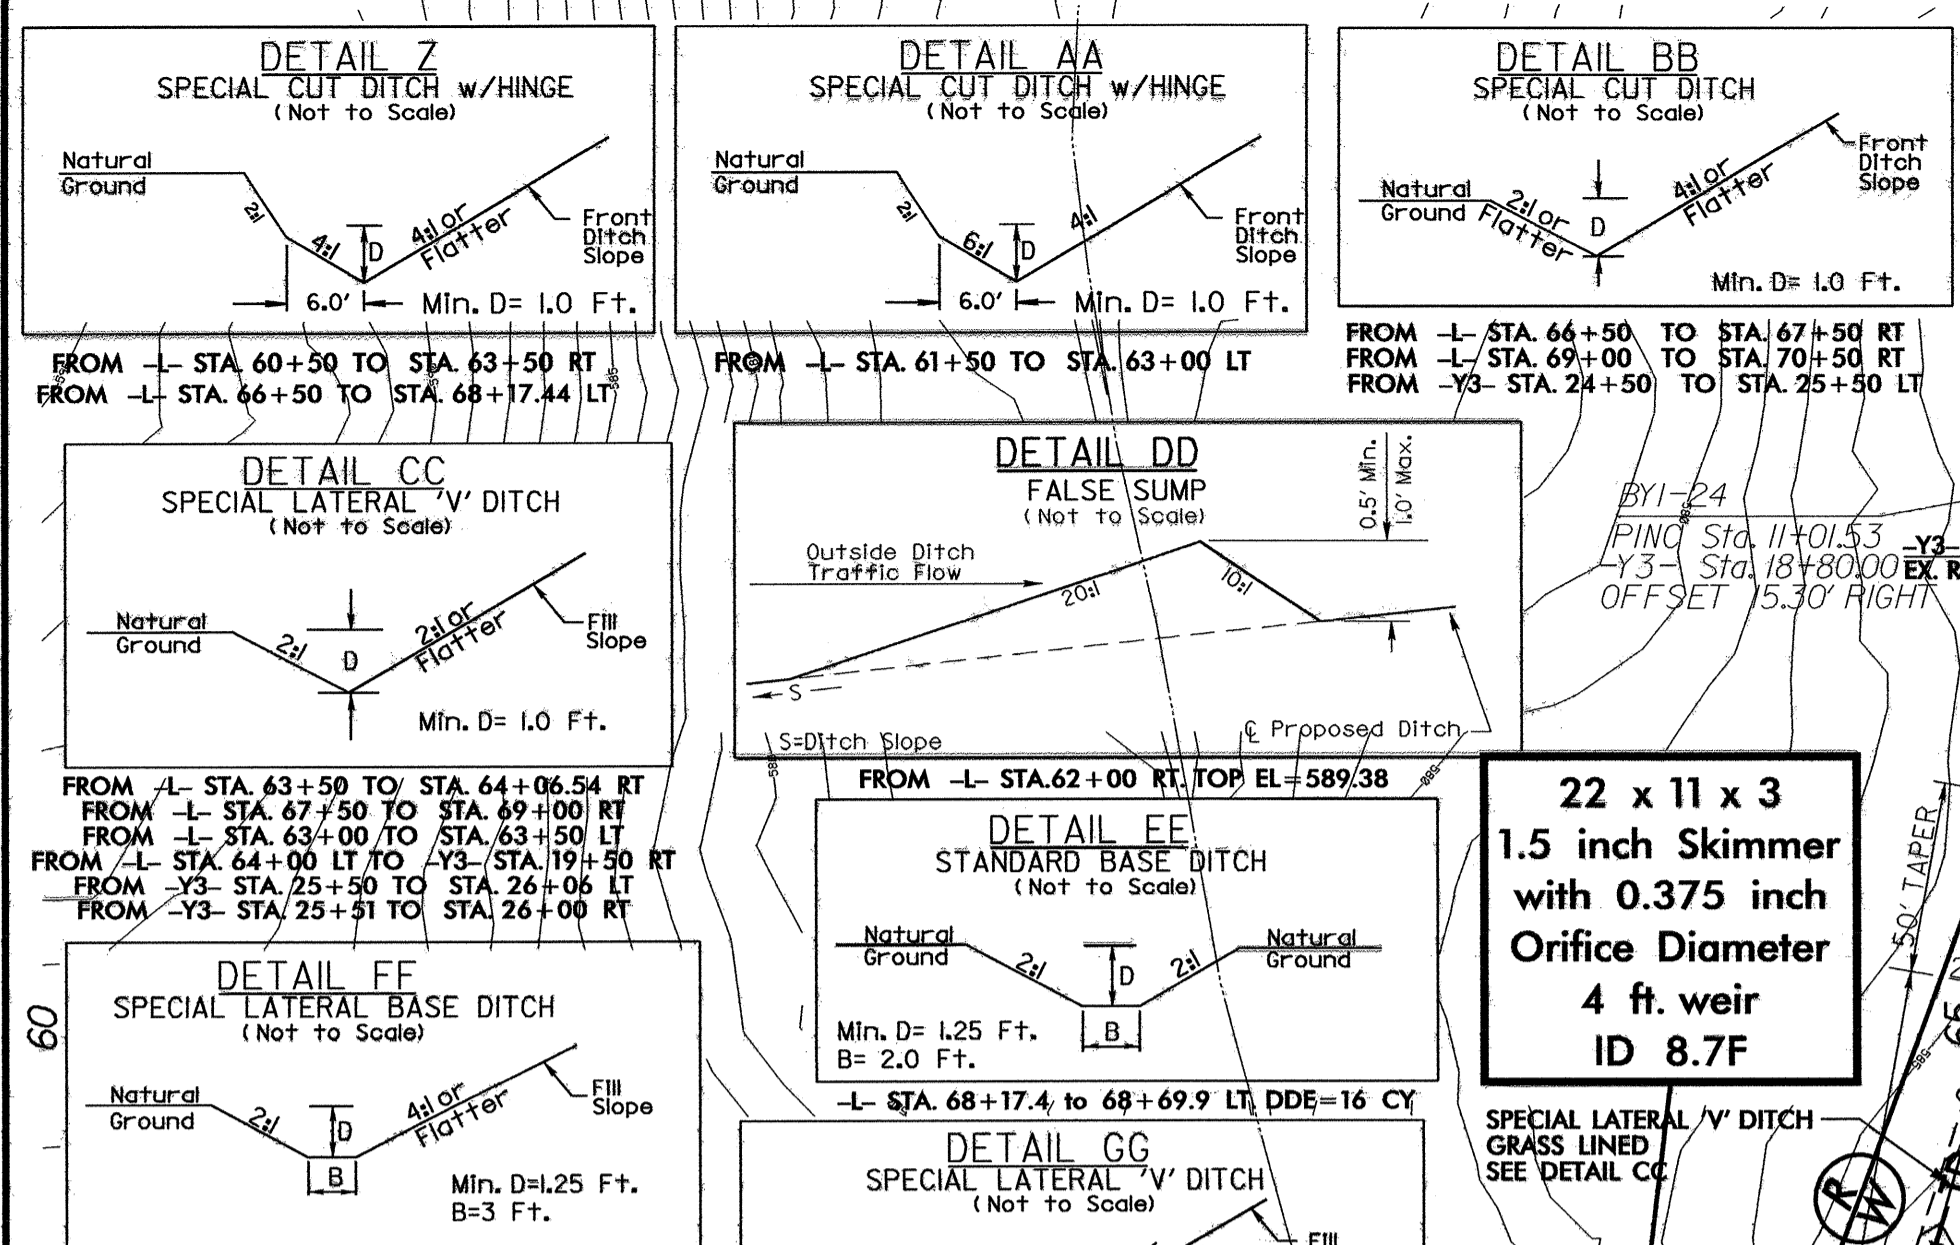 DETAIL Z
SPECIAL CUT DITCH w/HINGE
(Not to Scale)
Natural
Ground
2:1
4:1
D
4:1 or
Flatter
Front
Ditch
Slope
6.0'
Min. D= 1.0 Ft.
FROM -L- STA. 60+50 TO STA. 63+50 RT
FROM -L- STA. 66+50 TO STA. 68+17.44 LT
DETAIL AA
SPECIAL CUT DITCH w/HINGE
(Not to Scale)
Natural
Ground
2:1
6:1
D
4:1
Front
Ditch
Slope
6.0'
Min. D= 1.0 Ft.
FROM -L- STA. 61+50 TO STA. 63+00 LT
DETAIL BB
SPECIAL CUT DITCH
(Not to Scale)
Natural
Ground
2:1 or
Flatter
D
4:1 or
Flatter
Front
Ditch
Slope
Min. D= 1.0 Ft.
FROM -L- STA. 66+50 TO STA. 67+50 RT
FROM -L- STA. 69+00 TO STA. 70+50 RT
FROM -Y3- STA. 24+50 TO STA. 25+50 LT
585
DETAIL CC
SPECIAL LATERAL 'V' DITCH
(Not to Scale)
Natural
Ground
2:1
D
2:1 or
Flatter
Fill
Slope
Min. D= 1.0 Ft.
FROM -L- STA. 63+50 TO STA. 64+06.54 RT
FROM -L- STA. 67+50 TO STA. 69+00 RT
FROM -L- STA. 63+00 TO STA. 63+50 LT
FROM -L- STA. 64+00 LT TO -Y3- STA. 19+50 RT
FROM -Y3- STA. 25+50 TO STA. 26+06 LT
FROM -Y3- STA. 25+51 TO STA. 26+00 RT
DETAIL DD
FALSE SUMP
(Not to Scale)
0.5' Min.
1.0' Max.
Outside Ditch
Traffic Flow
20:1
10:1
S
S=Ditch Slope
℄ Proposed Ditch
FROM -L- STA.62+00 RT. TOP EL=589.38
580
580
BY1-24
PINC Sta. 11+01.53
-Y3- Sta. 18+80.00
OFFSET 15.30' RIGHT
580
-Y3-
EX. R
DETAIL EE
STANDARD BASE DITCH
(Not to Scale)
Natural
Ground
2:1
D
2:1
Natural
Ground
B
Min. D= 1.25 Ft.
B= 2.0 Ft.
-L- STA. 68+17.4 to 68+69.9 LT DDE=16 CY
22 x 11 x 3
1.5 inch Skimmer
with 0.375 inch
Orifice Diameter
4 ft. weir
ID 8.7F
50' TAPER
65
585
SPECIAL LATERAL 'V' DITCH
GRASS LINED
SEE DETAIL CC
R
W
60
DETAIL FF
SPECIAL LATERAL BASE DITCH
(Not to Scale)
Natural
Ground
2:1
D
4:1 or
Flatter
Fill
Slope
B
Min. D=1.25 Ft.
B=3 Ft.
DETAIL GG
SPECIAL LATERAL 'V' DITCH
(Not to Scale)
Fill